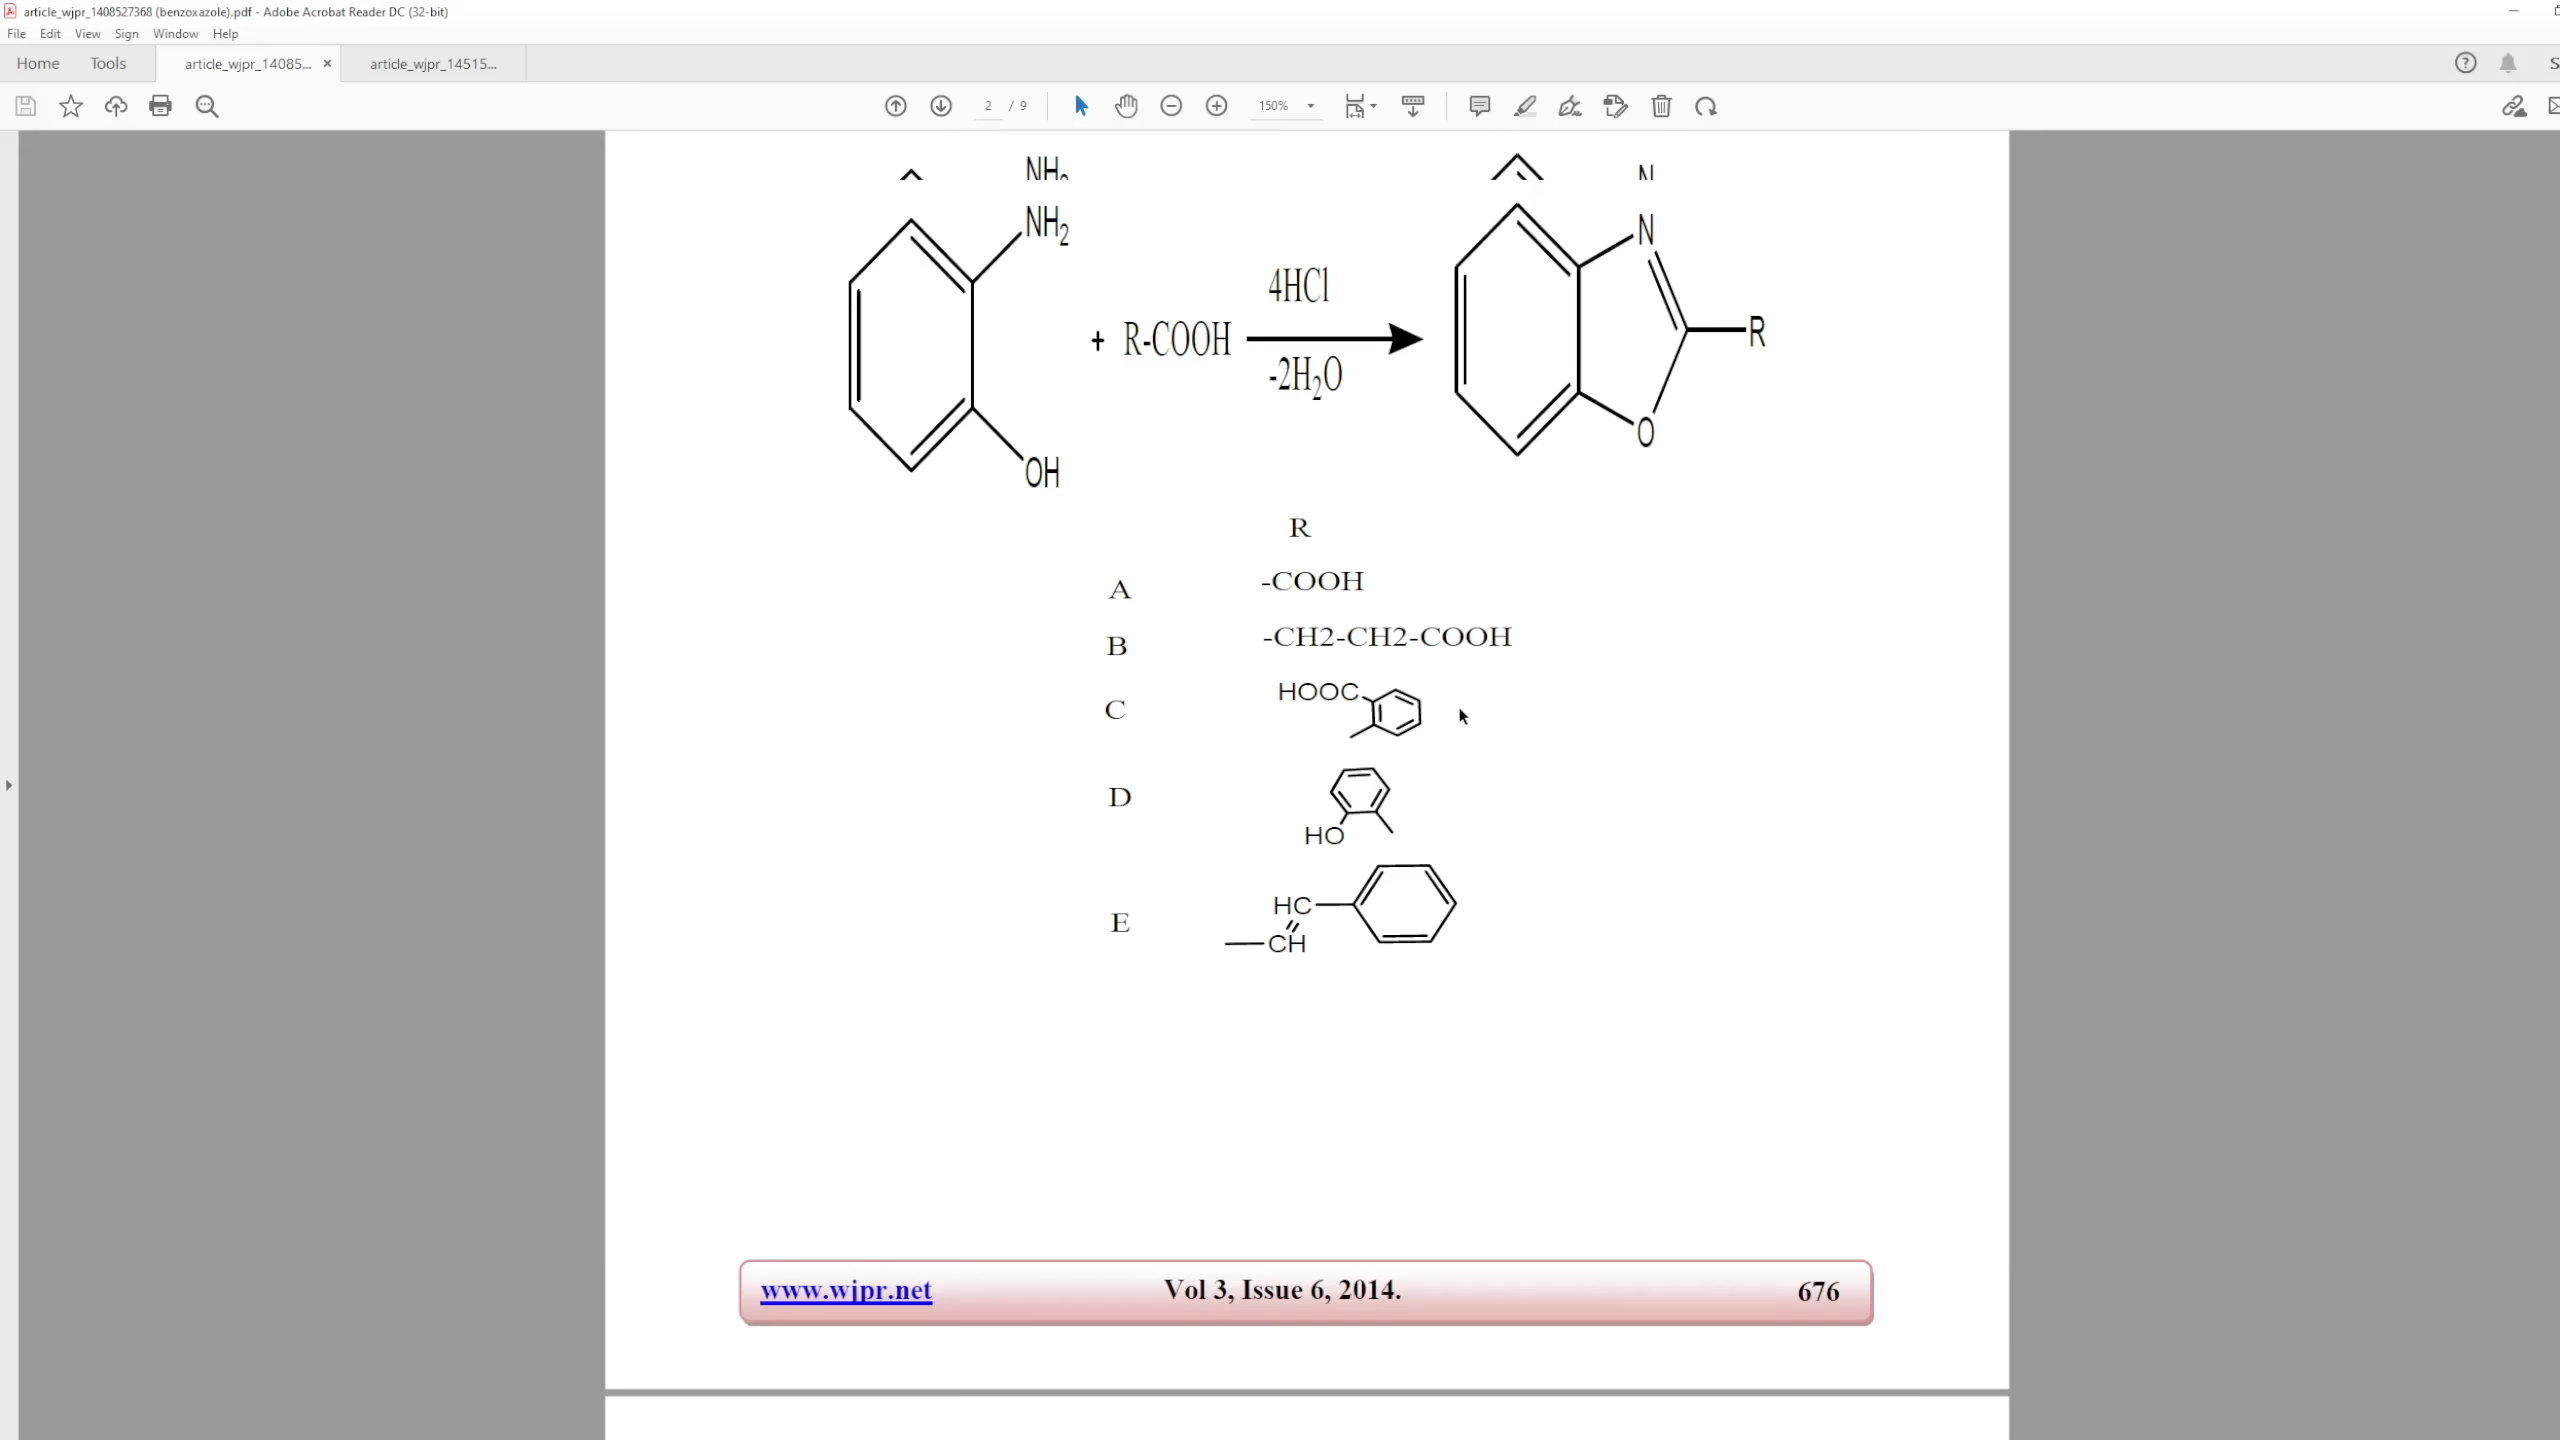 article_wjpr_1408527368 (benzoxazole).pdf - Adobe Acrobat Reader DC (32-bit)
File Edit View Sign Window Help
Home Tools article_wjpr_14085... × article_wjpr_14515...
2 / 9 150%
NH2
NH2 N
4HCl
+ R-COOH R
-2H2O
O
OH
R
A -COOH
B -CH2-CH2-COOH
C HOOC
D HO
E HC
CH
www.wjpr.net Vol 3, Issue 6, 2014. 676